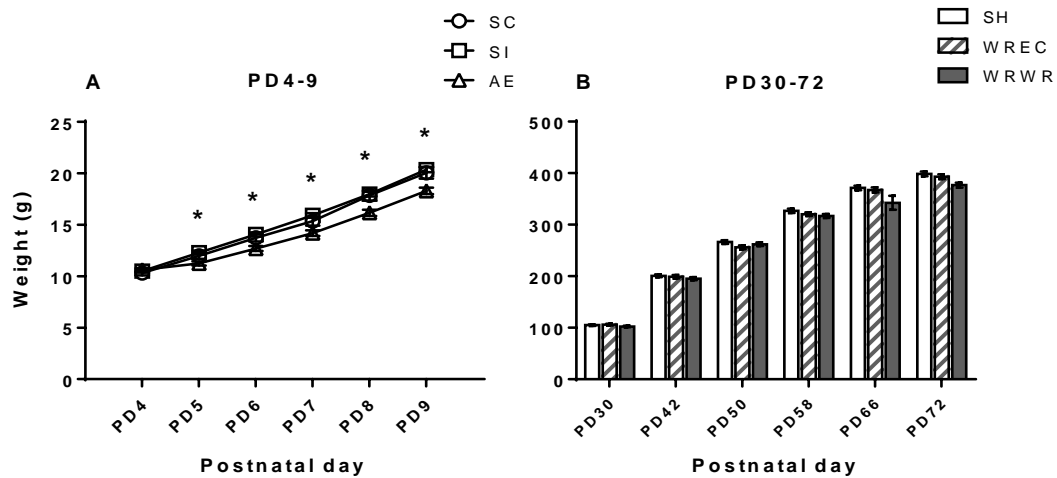 SC
SI
AE
SH
WREC
WRWR
A
PD4-9
B
PD30-72
Weight (g)
25
20
15
10
5
0
*
*
*
*
*
PD4
PD5
PD6
PD7
PD8
PD9
Postnatal day
500
400
300
200
100
0
PD30
PD42
PD50
PD58
PD66
PD72
Postnatal day